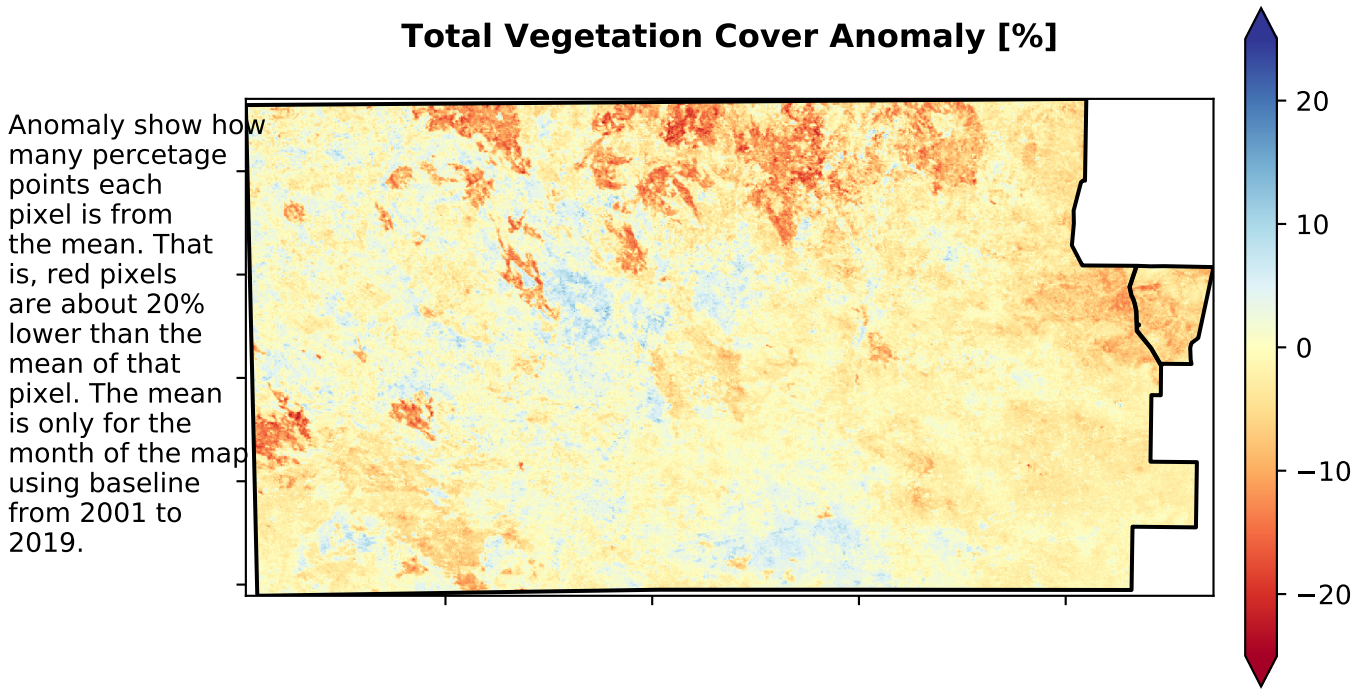 Total Vegetation Cover Anomaly [%]
Anomaly show how
many percetage
points each
pixel is from
the mean. That
is, red pixels
are about 20%
lower than the
mean of that
pixel. The mean
is only for the
month of the map
using baseline
from 2001 to
2019.
20
10
0
−10
−20